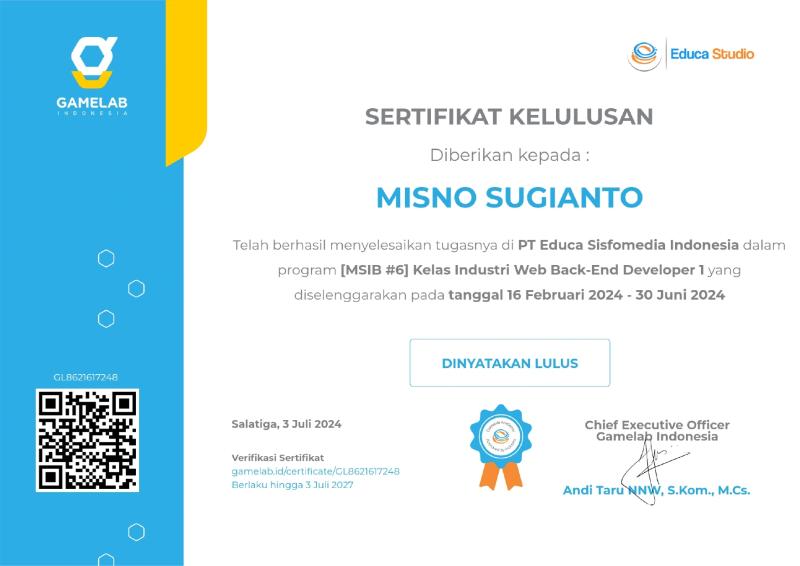 GAMELAB
INDONESIA
Educa Studio
SERTIFIKAT KELULUSAN
Diberikan kepada :
MISNO SUGIANTO
Telah berhasil menyelesaikan tugasnya di PT Educa Sisfomedia Indonesia dalam
program [MSIB #6] Kelas Industri Web Back-End Developer 1 yang
diselenggarakan pada tanggal 16 Februari 2024 - 30 Juni 2024
DINYATAKAN LULUS
GL8621617248
Salatiga, 3 Juli 2024
Verifikasi Sertifikat
gamelab.id/certificate/GL8621617248
Berlaku hingga 3 Juli 2027
Chief Executive Officer
Gamelab Indonesia
Andi Taru NNW, S.Kom., M.Cs.